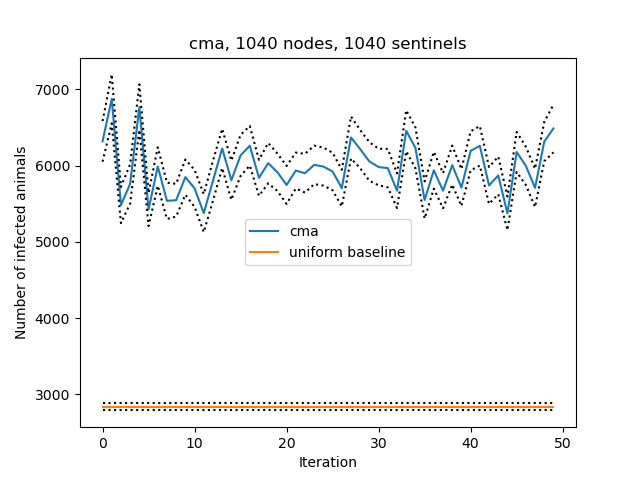 cma, 1040 nodes, 1040 sentinels
Number of infected animals
7000
6000
5000
4000
3000
cma
uniform baseline
0
10
20
30
40
50
Iteration